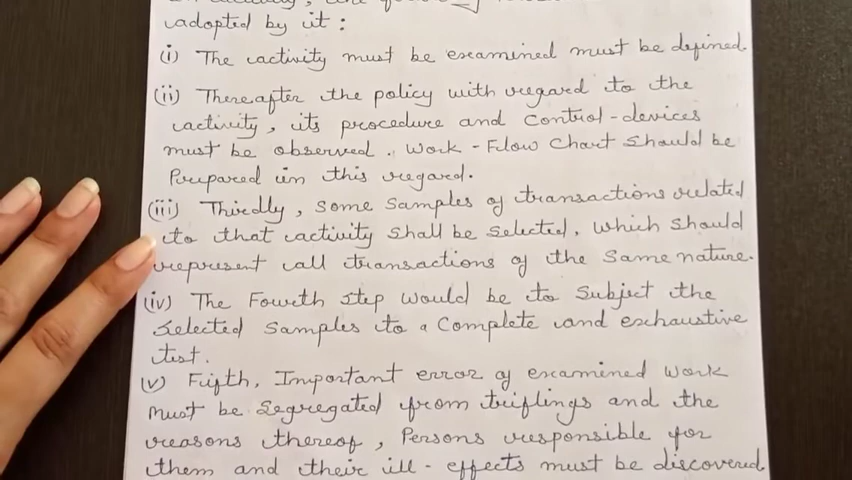 adopted by it :
(i) The activity must be examined must be defined.
(ii) Thereafter the policy with regard to the
activity, its procedure and Control-devices
must be observed. Work-Flow Chart should be
Prepared in this regard.
(iii) Thirdly, some samples of transactions related
to that activity shall be selected, which should
represent all transactions of the same nature.
(iv) The Fourth step would be to Subject the
selected samples to a Complete and exhaustive
test.
(v) Fifth, Important error of examined work
must be segregated from triflings and the
reasons thereof, Persons responsible for
them and their ill-effects must be discovered.